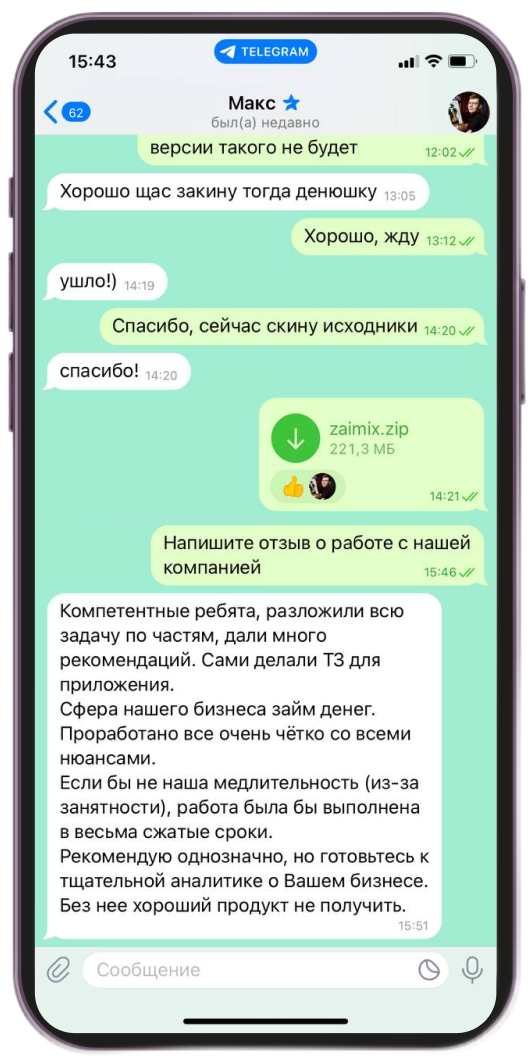 15:43
TELEGRAM
62
Макс
был(а) недавно
версии такого не будет
12:02
Хорошо щас закину тогда денюшку 13:05
Хорошо, жду 13:12
ушло!) 14:19
Спасибо, сейчас скину исходники 14:20
спасибо! 14:20
zaimix.zip
221,3 МБ
14:21
Напишите отзыв о работе с нашей
компанией
15:46
Компетентные ребята, разложили всю
задачу по частям, дали много
рекомендаций. Сами делали ТЗ для
приложения.
Сфера нашего бизнеса займ денег.
Проработано все очень чётко со всеми
нюансами.
Если бы не наша медлительность (из-за
занятности), работа была бы выполнена
в весьма сжатые сроки.
Рекомендую однозначно, но готовьтесь к
тщательной аналитике о Вашем бизнесе.
Без нее хороший продукт не получить.
15:51
Сообщение